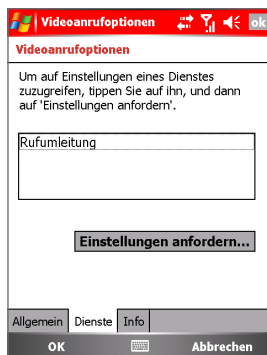 Videoanrufoptionen
ok
Videoanrufoptionen
Um auf Einstellungen eines Dienstes
zuzugreifen, tippen Sie auf ihn, und dann
auf 'Einstellungen anfordern'.
Rufumleitung
Einstellungen anfordern...
Allgemein Dienste Info
OK Abbrechen